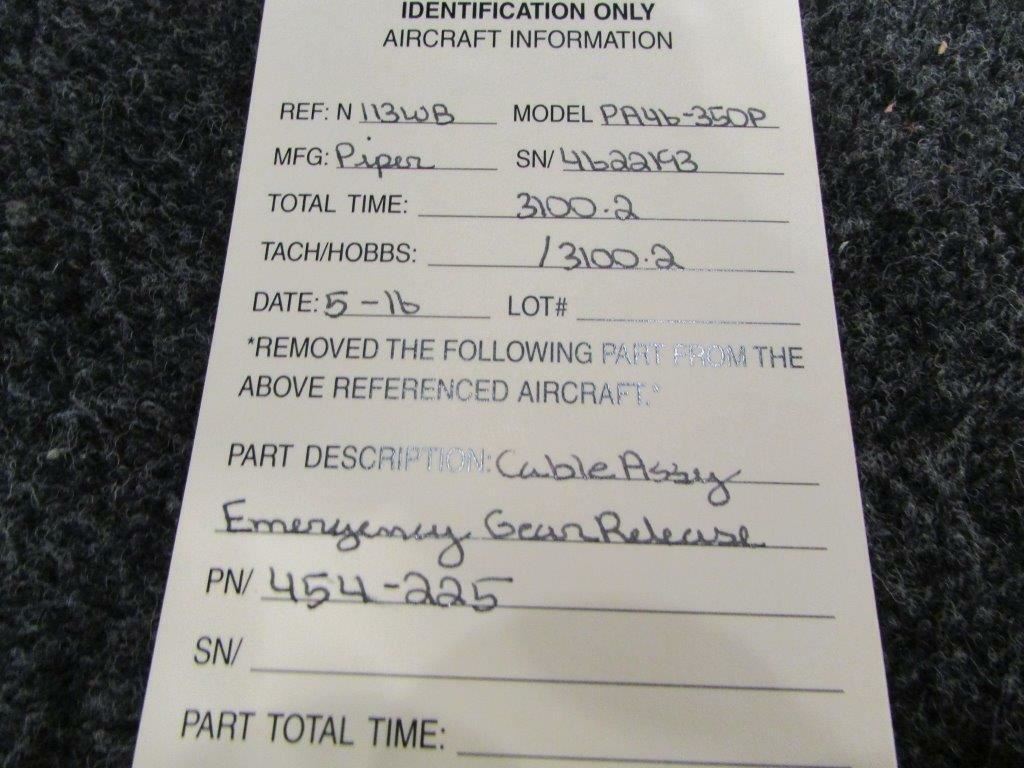 IDENTIFICATION ONLY
AIRCRAFT INFORMATION
REF: N 113WB MODEL PA46-350P
MFG: Piper SN/ 4622193
TOTAL TIME: 3100.2
TACH/HOBBS: / 3100.2
DATE: 5-16 LOT#
*REMOVED THE FOLLOWING PART FROM THE
ABOVE REFERENCED AIRCRAFT.*
PART DESCRIPTION: Cable Assy
Emergency Gear Release
PN/ 454-225
SN/
PART TOTAL TIME: